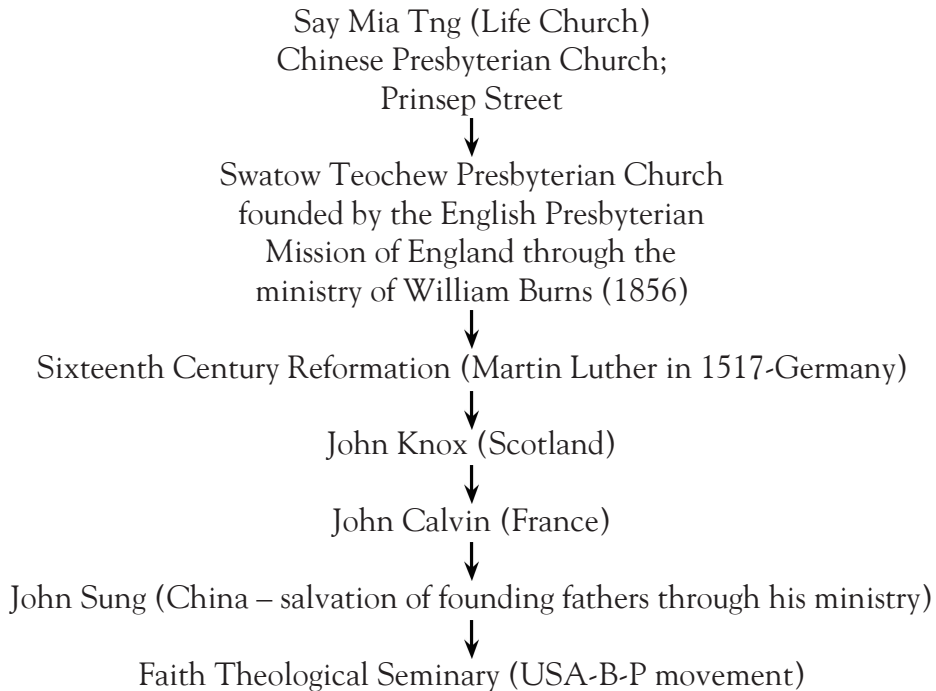 Say Mia Tng (Life Church)
Chinese Presbyterian Church;
Prinsep Street
Swatow Teochew Presbyterian Church
founded by the English Presbyterian
Mission of England through the
ministry of William Burns (1856)
Sixteenth Century Reformation (Martin Luther in 1517-Germany)
John Knox (Scotland)
John Calvin (France)
John Sung (China – salvation of founding fathers through his ministry)
Faith Theological Seminary (USA-B-P movement)